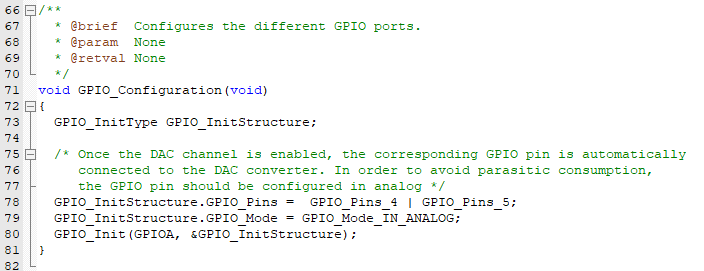 66 /**
67   * @brief  Configures the different GPIO ports.
68   * @param  None
69   * @retval None
70   */
71 void GPIO_Configuration(void)
72 {
73   GPIO_InitType GPIO_InitStructure;
74
75   /* Once the DAC channel is enabled, the corresponding GPIO pin is automatically
76      connected to the DAC converter. In order to avoid parasitic consumption,
77      the GPIO pin should be configured in analog */
78   GPIO_InitStructure.GPIO_Pins =  GPIO_Pins_4 | GPIO_Pins_5;
79   GPIO_InitStructure.GPIO_Mode = GPIO_Mode_IN_ANALOG;
80   GPIO_Init(GPIOA, &GPIO_InitStructure);
81 }
82